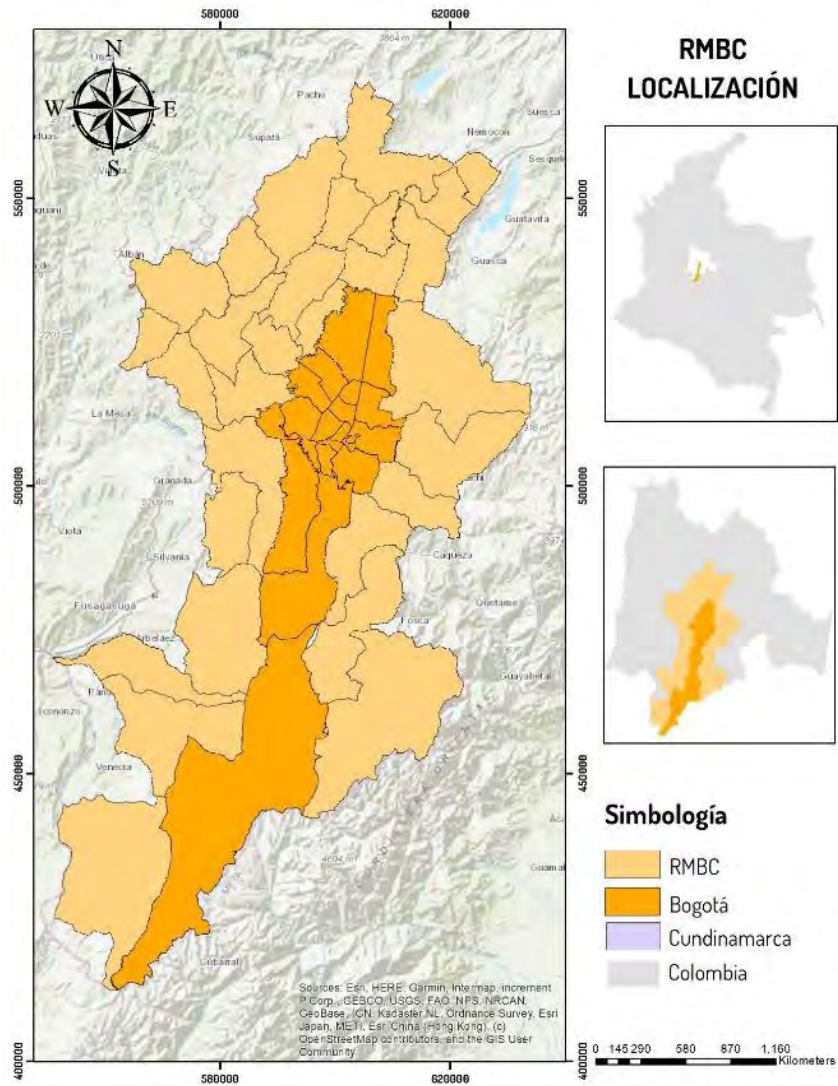 580000 620000
RMBC
LOCALIZACIÓN
N
W E
S
Pacho
Supatá
Nemocón
Suesca
Guatavita
Guasca
Albán
550000 550000
La Mesa
Granada
500000 500000
Viotá
Silvania
Caqueza
Fusagasugá
Quetame
Fosca
Arbeláez
Guayabetal
Icononzo
Venecia
450000 450000
4694 m
Cubarral
Simbología
RMBC
Bogotá
Cundinamarca
Colombia
Sources: Esri, HERE, Garmin, Intermap, increment
P Corp., GEBCO, USGS, FAO, NPS, NRCAN,
GeoBase, IGN, Kadaster NL, Ordnance Survey, Esri
Japan, METI, Esri China (Hong Kong), (c)
OpenStreetMap contributors, and the GIS User
Community
0 145 290 580 870 1,160
Kilometers
400000 400000
580000 620000